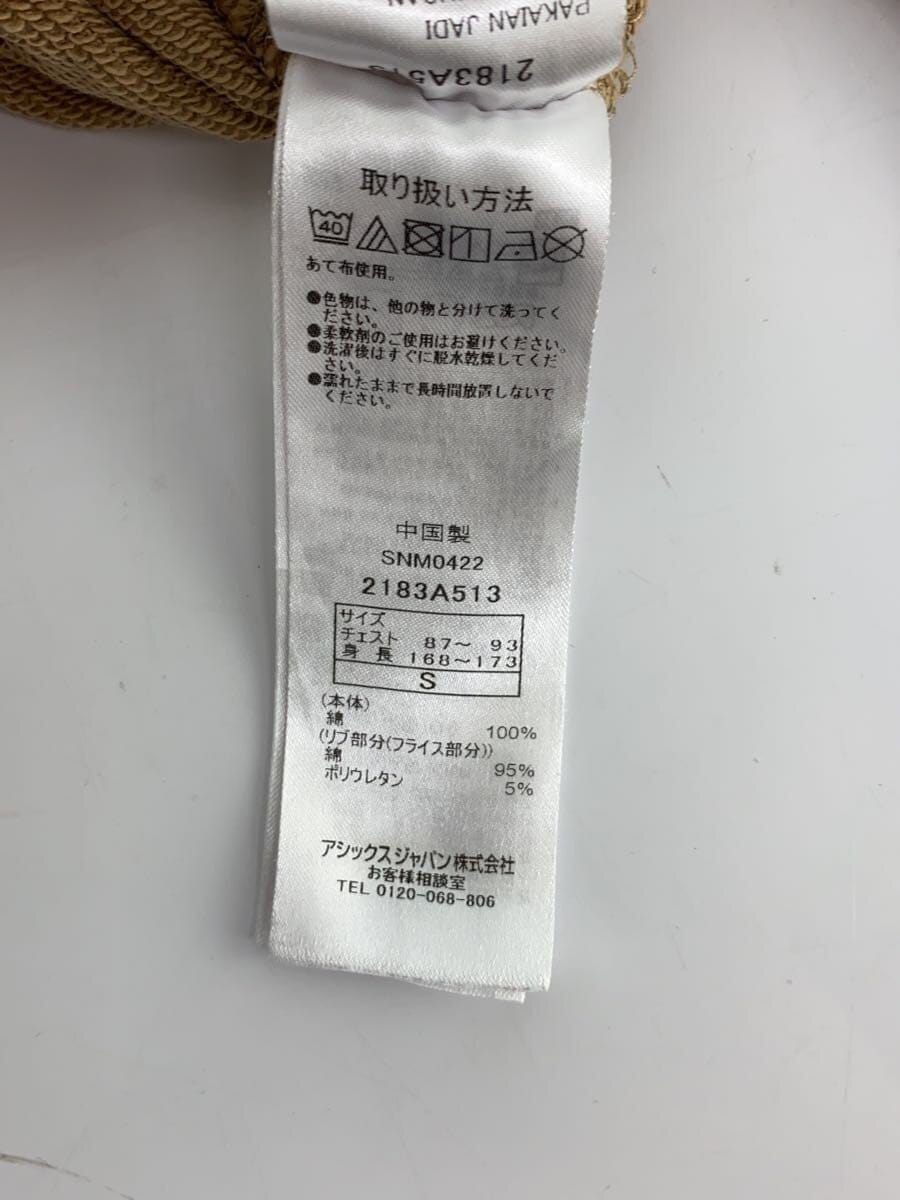 PAKAIAN JADI
2183A513
取り扱い方法
40
あて布使用。
●色物は、他の物と分けて洗ってく
ださい。
●柔軟剤のご使用はお避けください。
●洗濯後はすぐに脱水乾燥してくだ
さい。
●濡れたままで長時間放置しないで
ください。
中国製
SNM0422
2183A513
サイズ
チェスト 87～ 93
身 長 168～173
S
(本体)
綿 100%
(リブ部分(フライス部分))
綿 95%
ポリウレタン 5%
アシックスジャパン株式会社
お客様相談室
TEL 0120-068-806